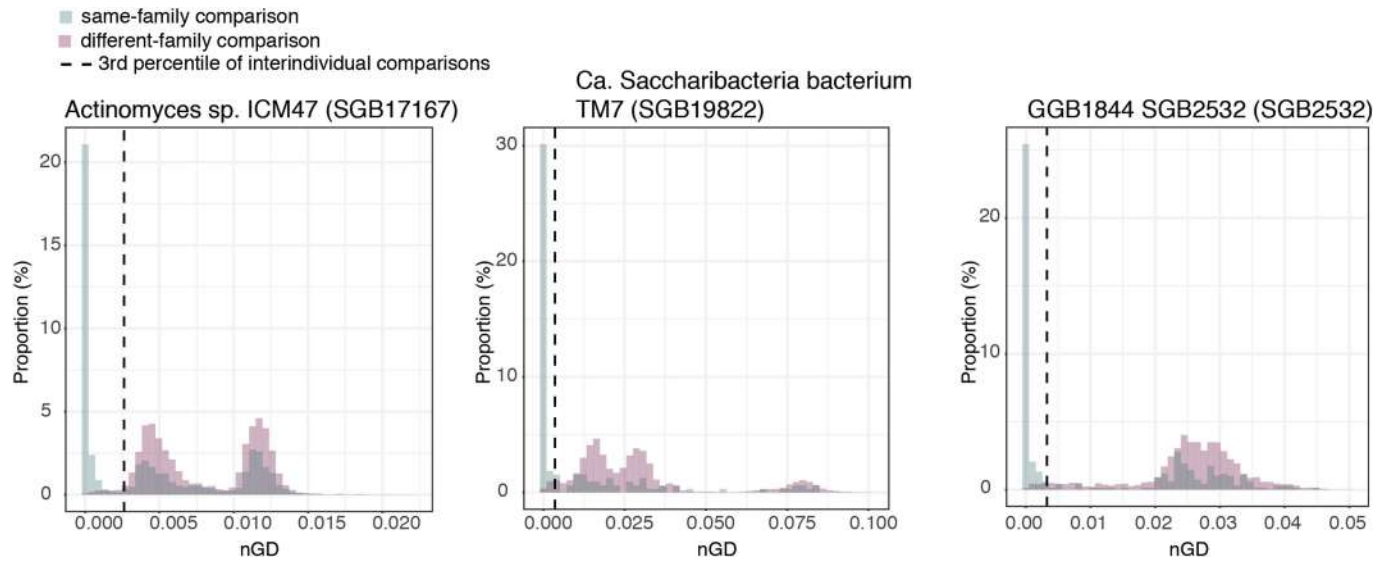 same-family comparison
different-family comparison
3rd percentile of interindividual comparisons
Actinomyces sp. ICM47 (SGB17167)
20
15
10
5
0
Proportion (%)
0.000 0.005 0.010 0.015 0.020
nGD
Ca. Saccharibacteria bacterium
TM7 (SGB19822)
30
20
10
0
Proportion (%)
0.000 0.025 0.050 0.075 0.100
nGD
GGB1844 SGB2532 (SGB2532)
20
10
0
Proportion (%)
0.00 0.01 0.02 0.03 0.04 0.05
nGD